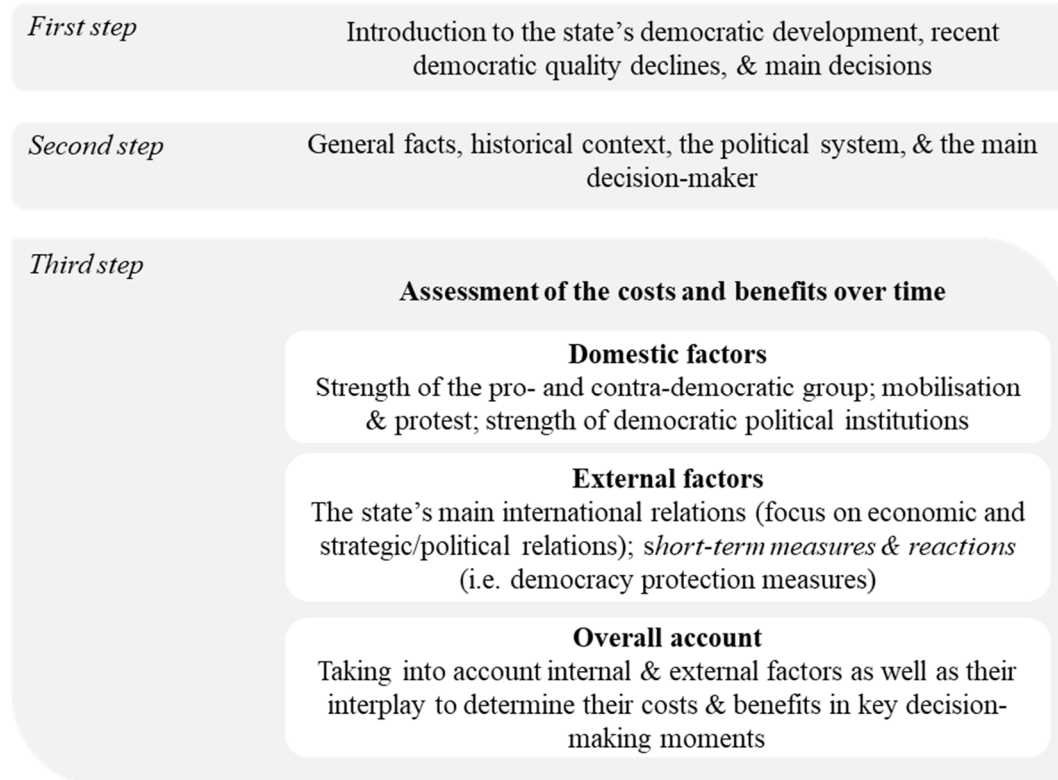 First step
Introduction to the state's democratic development, recent
democratic quality declines, & main decisions
Second step
General facts, historical context, the political system, & the main
decision-maker
Third step
Assessment of the costs and benefits over time
Domestic factors
Strength of the pro- and contra-democratic group; mobilisation
& protest; strength of democratic political institutions
External factors
The state's main international relations (focus on economic and
strategic/political relations); short-term measures & reactions
(i.e. democracy protection measures)
Overall account
Taking into account internal & external factors as well as their
interplay to determine their costs & benefits in key decision-
making moments